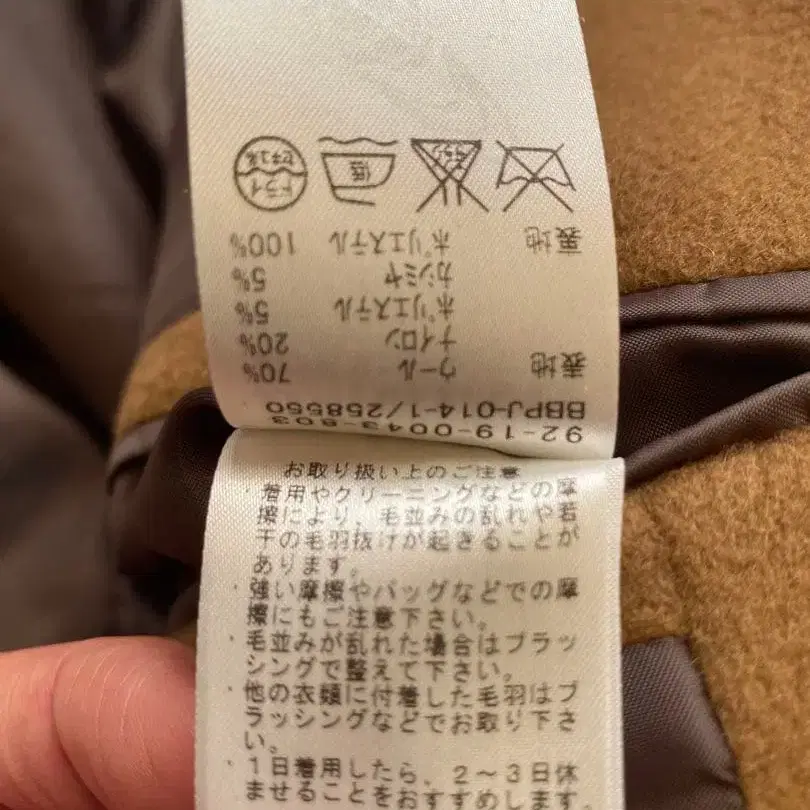 92-19-0043-803
BBPJ-014-1/258550
表地 ウール 70%
ナイロン 20%
ポリエステル 5%
カシミヤ 5%
裏地 ポリエステル 100%
低
ドライ
セキユ系
お取り扱い上のご注意
・着用やクリーニングなどの摩
擦により、毛並みの乱れや若
干の毛羽抜けが起きることが
あります。
・強い摩擦やバッグなどでの摩
擦にもご注意下さい。
・毛並みが乱れた場合はブラッ
シングで整えて下さい。
・他の衣類に付着した毛羽はブ
ラッシングなどでお取り下さ
い。
・1日着用したら、2～3日休
ませることをおすすめします。